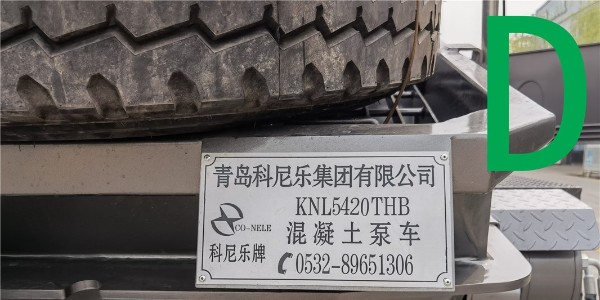 D
青岛科尼乐集团有限公司
KNL5420THB
CO-NELE
混凝土泵车
科尼乐牌
0532-89651306